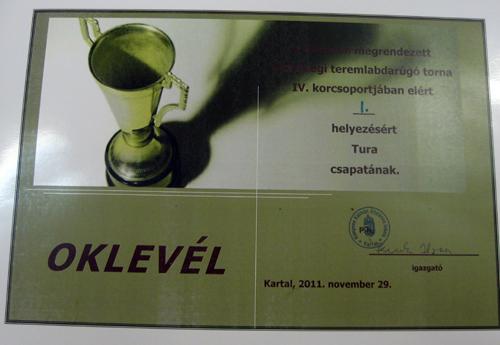 megrendezett
teremlabdarúgó torna
IV. korcsoportjában elért
I.
helyezésért
Tura
csapatának.
OKLEVÉL
igazgató
Kartal, 2011. november 29.